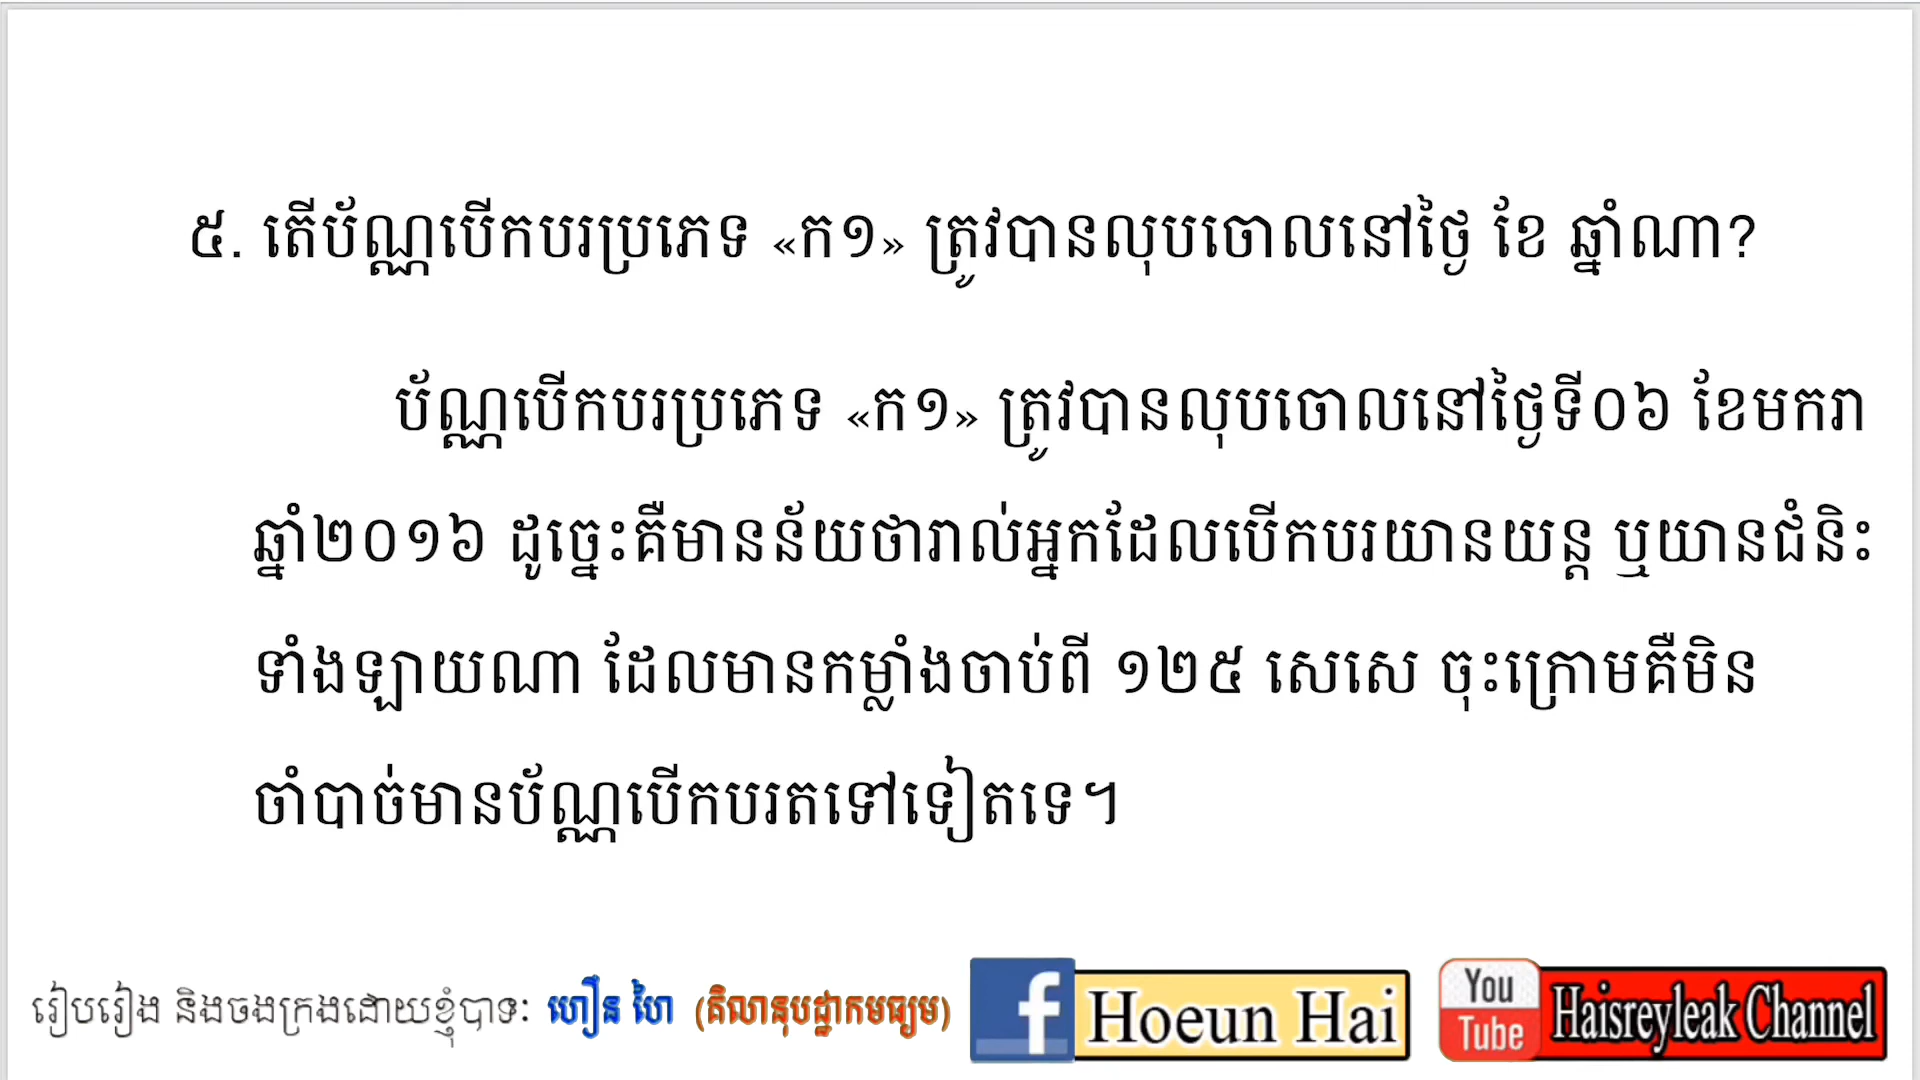 ៥. តើប័ណ្ណបើកបរប្រភេទ «ក១» ត្រូវបានលុបចោលនៅថ្ងៃ ខែ ឆ្នាំណា?
ប័ណ្ណបើកបរប្រភេទ «ក១» ត្រូវបានលុបចោលនៅថ្ងៃទី០៦ ខែមករា
ឆ្នាំ២០១៦ ដូច្នេះគឺមានន័យថារាល់អ្នកដែលបើកបរយានយន្ត ឬយានជំនិះ
ទាំងឡាយណា ដែលមានកម្លាំងចាប់ពី ១២៥ សេសេ ចុះក្រោមគឺមិន
ចាំបាច់មានប័ណ្ណបើកបរតទៅទៀតទេ។
រៀបរៀង និងចងក្រងដោយខ្ញុំបាទៈ ហឿន ហៃ (គិលានុបដ្ឋាកមធ្យម)
f Hoeun Hai
You Tube Haisreyleak Channel